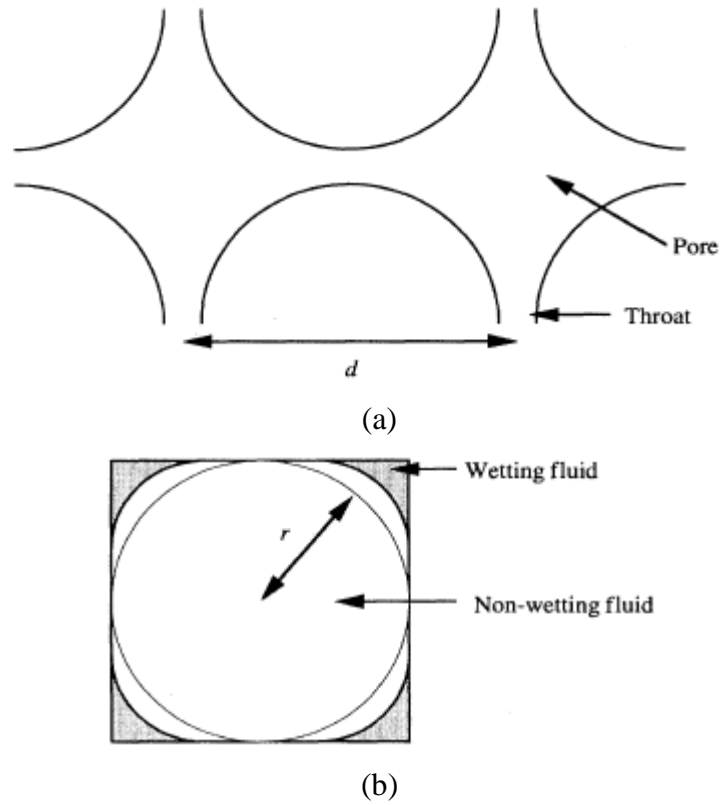 Pore
Throat
d
(a)
Wetting fluid
r
Non-wetting fluid
(b)